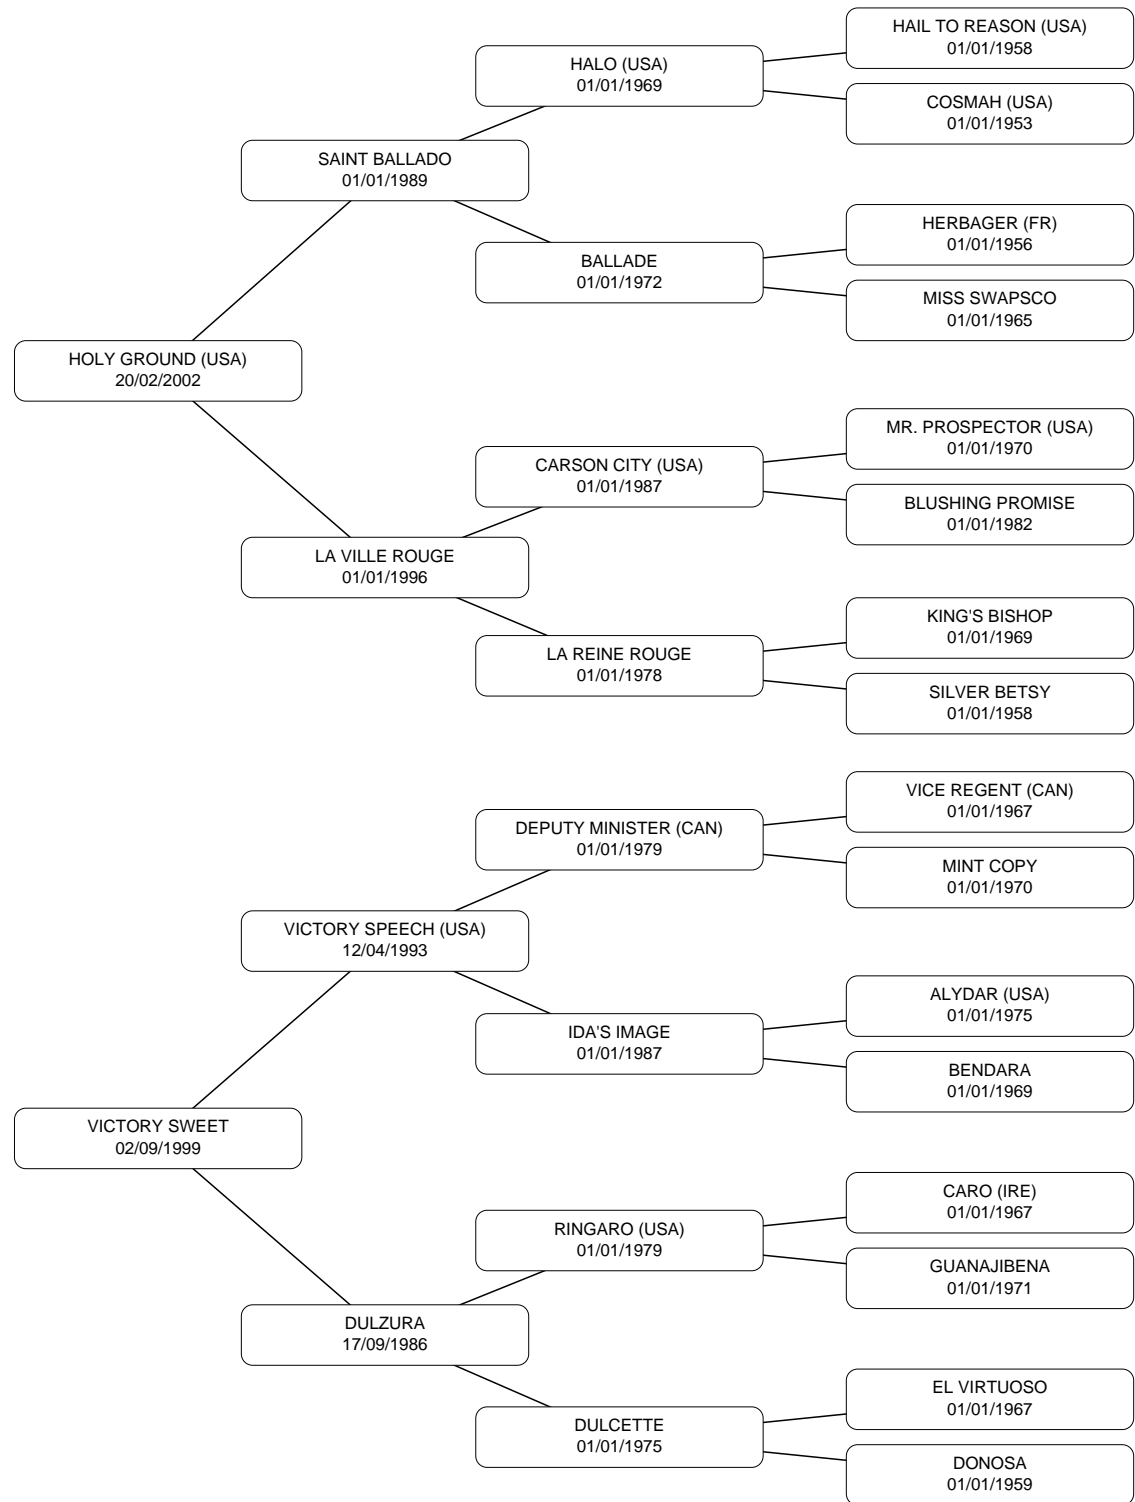 HAIL TO REASON (USA)
01/01/1958
HALO (USA)
01/01/1969
COSMAH (USA)
01/01/1953
SAINT BALLADO
01/01/1989
HERBAGER (FR)
01/01/1956
BALLADE
01/01/1972
MISS SWAPSCO
01/01/1965
HOLY GROUND (USA)
20/02/2002
MR. PROSPECTOR (USA)
01/01/1970
CARSON CITY (USA)
01/01/1987
BLUSHING PROMISE
01/01/1982
LA VILLE ROUGE
01/01/1996
KING'S BISHOP
01/01/1969
LA REINE ROUGE
01/01/1978
SILVER BETSY
01/01/1958
VICE REGENT (CAN)
01/01/1967
DEPUTY MINISTER (CAN)
01/01/1979
MINT COPY
01/01/1970
VICTORY SPEECH (USA)
12/04/1993
ALYDAR (USA)
01/01/1975
IDA'S IMAGE
01/01/1987
BENDARA
01/01/1969
VICTORY SWEET
02/09/1999
CARO (IRE)
01/01/1967
RINGARO (USA)
01/01/1979
GUANAJIBENA
01/01/1971
DULZURA
17/09/1986
EL VIRTUOSO
01/01/1967
DULCETTE
01/01/1975
DONOSA
01/01/1959